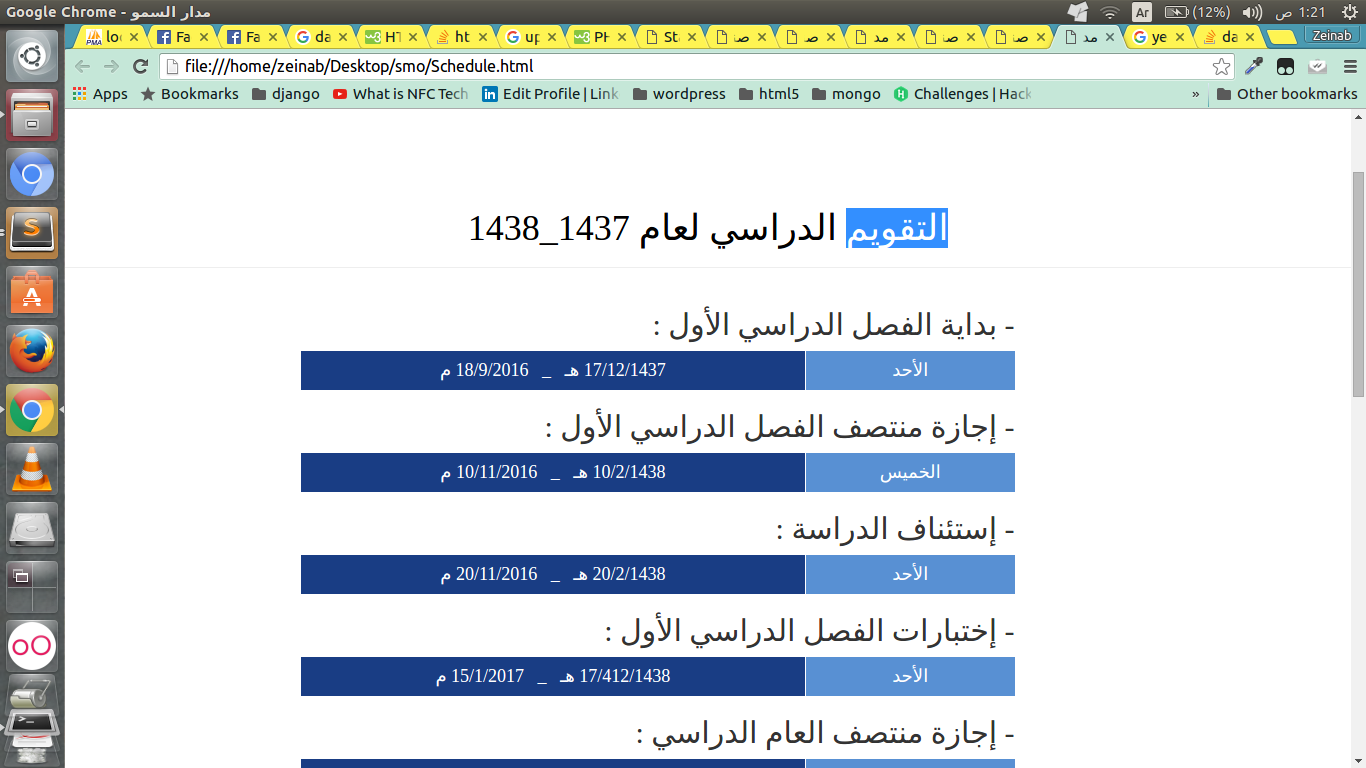 Google Chrome - مدار السمو
Ar
(12%)
1:21 ص
lo
Fa
Fa
da
HT
ht
up
PH
Sta
صا
صا
مد
صا
صا
مد
ye
da
Zeinab
file:///home/zeinab/Desktop/smo/Schedule.html
Apps
Bookmarks
django
What is NFC Tech
Edit Profile | Link
wordpress
html5
mongo
Challenges | Hack
»
Other bookmarks
التقويم الدراسي لعام 1437_1438
- بداية الفصل الدراسي الأول :
الأحد
17/12/1437 هـ _ 18/9/2016 م
- إجازة منتصف الفصل الدراسي الأول :
الخميس
10/2/1438 هـ _ 10/11/2016 م
- إستئناف الدراسة :
الأحد
20/2/1438 هـ _ 20/11/2016 م
- إختبارات الفصل الدراسي الأول :
الأحد
17/412/1438 هـ _ 15/1/2017 م
- إجازة منتصف العام الدراسي :